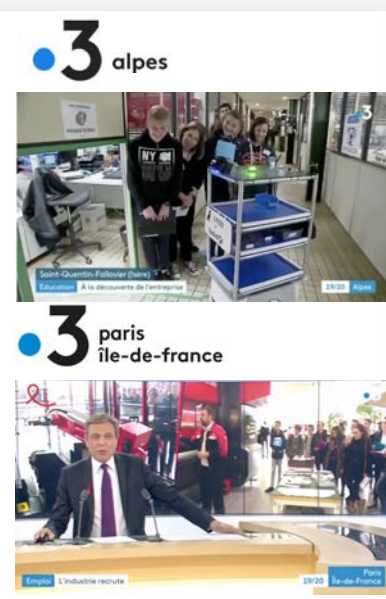 3 alpes
NY
3
Saint-Quentin-Fallavier (Isère)
Éducation À la découverte de l'entreprise
19/20 Alpes
3 paris
île-de-france
Emploi L'industrie recrute
19/20 Paris
Île-de-France